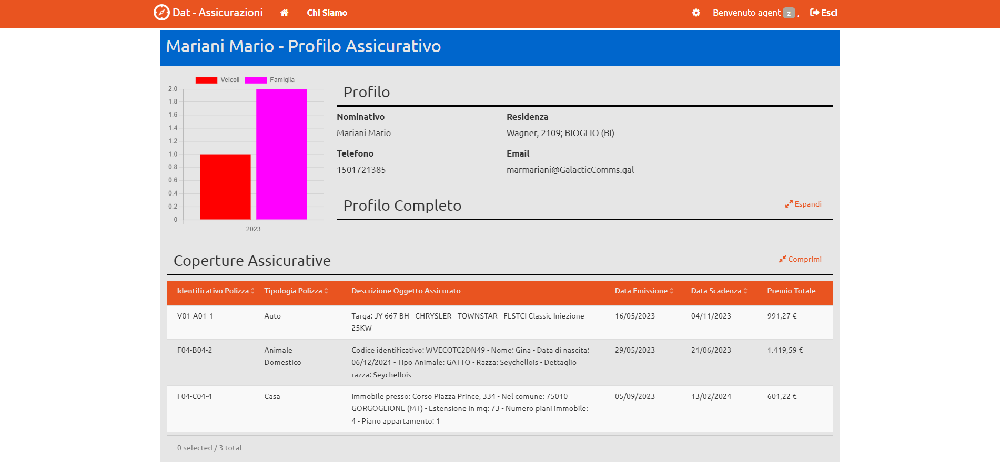 Dat - Assicurazioni
Chi Siamo
Benvenuto agent 2 ,
Esci
Mariani Mario - Profilo Assicurativo
Veicoli
Famiglia
2.0
1.8
1.6
1.4
1.2
1.0
0.8
0.6
0.4
0.2
0
2023
Profilo
Nominativo
Residenza
Mariani Mario
Wagner, 2109; BIOGLIO (BI)
Telefono
Email
1501721385
marmariani@GalacticComms.gal
Profilo Completo
Espandi
Coperture Assicurative
Comprimi
Identificativo Polizza
Tipologia Polizza
Descrizione Oggetto Assicurato
Data Emissione
Data Scadenza
Premio Totale
V01-A01-1
Auto
Targa: JY 667 BH - CHRYSLER - TOWNSTAR - FLSTCI Classic Iniezione
25KW
16/05/2023
04/11/2023
991,27 €
F04-B04-2
Animale
Domestico
Codice identificativo: WVECOTC2DN49 - Nome: Gina - Data di nascita:
06/12/2021 - Tipo Animale: GATTO - Razza: Seychellois - Dettaglio
razza: Seychellois
29/05/2023
21/06/2023
1.419,59 €
F04-C04-4
Casa
Immobile presso: Corso Piazza Prince, 334 - Nel comune: 75010
GORGOGLIONE (MT) - Estensione in mq: 73 - Numero piani immobile:
4 - Piano appartamento: 1
05/09/2023
13/02/2024
601,22 €
0 selected / 3 total